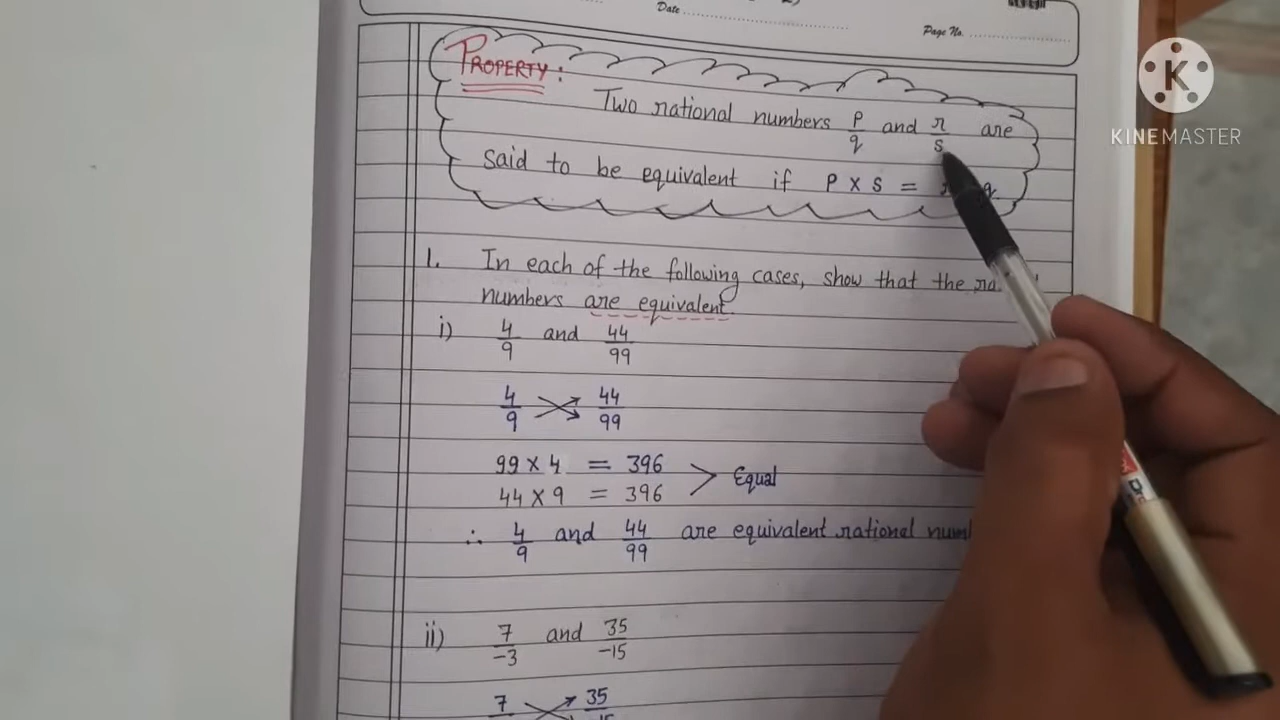 Date
Page No.
K
KINEMASTER
PROPERTY:
Two rational numbers p/q and r/s are
said to be equivalent if P × s = q
1. In each of the following cases, show that the
numbers are equivalent.
i) 4/9 and 44/99
4/9 44/99
99 × 4 = 396
44 × 9 = 396 > Equal
∴ 4/9 and 44/99 are equivalent rational
ii) 7/-3 and 35/-15
7 35